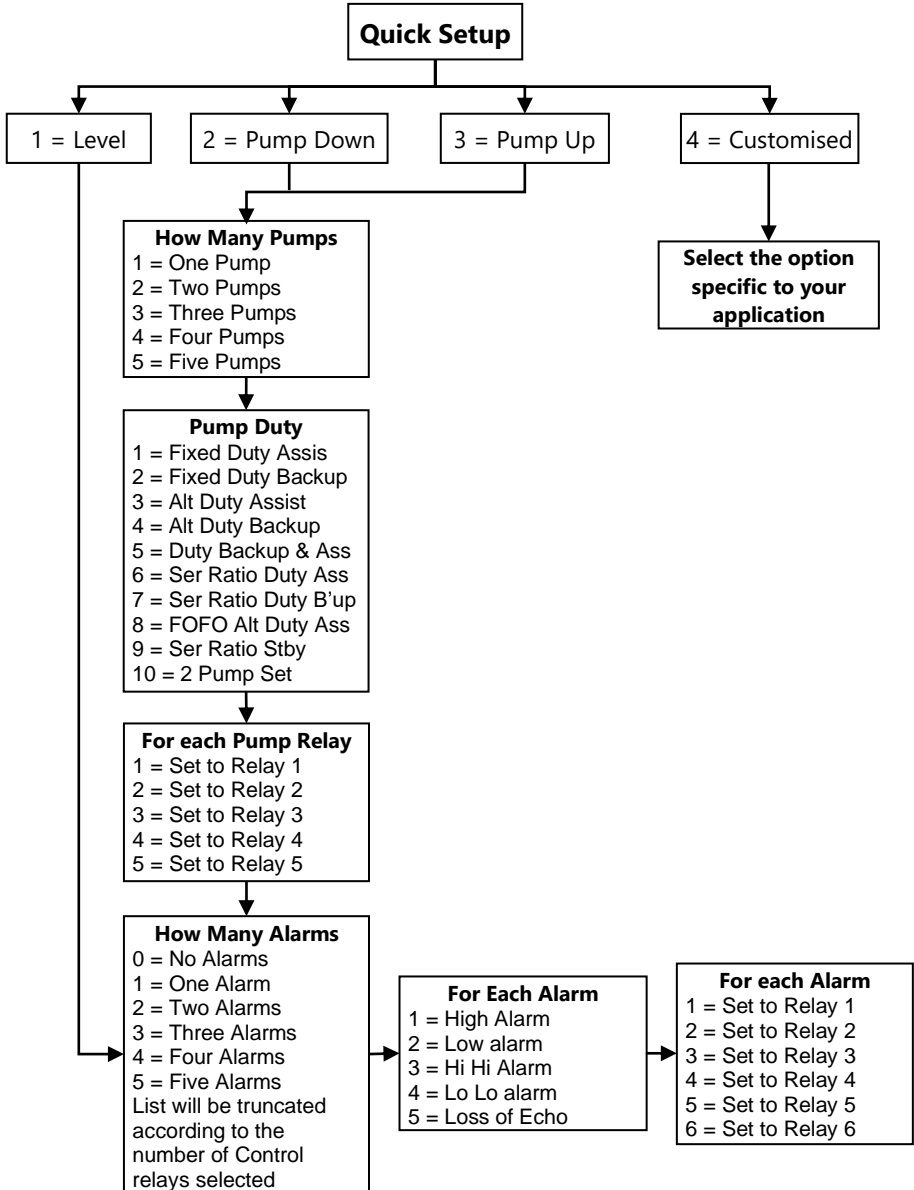 Quick Setup
1 = Level
2 = Pump Down
3 = Pump Up
4 = Customised
How Many Pumps
1 = One Pump
2 = Two Pumps
3 = Three Pumps
4 = Four Pumps
5 = Five Pumps
Select the option
specific to your
application
Pump Duty
1 = Fixed Duty Assis
2 = Fixed Duty Backup
3 = Alt Duty Assist
4 = Alt Duty Backup
5 = Duty Backup & Ass
6 = Ser Ratio Duty Ass
7 = Ser Ratio Duty B'up
8 = FOFO Alt Duty Ass
9 = Ser Ratio Stby
10 = 2 Pump Set
For each Pump Relay
1 = Set to Relay 1
2 = Set to Relay 2
3 = Set to Relay 3
4 = Set to Relay 4
5 = Set to Relay 5
How Many Alarms
0 = No Alarms
1 = One Alarm
2 = Two Alarms
3 = Three Alarms
4 = Four Alarms
5 = Five Alarms
List will be truncated
according to the
number of Control
relays selected
For Each Alarm
1 = High Alarm
2 = Low alarm
3 = Hi Hi Alarm
4 = Lo Lo alarm
5 = Loss of Echo
For each Alarm
1 = Set to Relay 1
2 = Set to Relay 2
3 = Set to Relay 3
4 = Set to Relay 4
5 = Set to Relay 5
6 = Set to Relay 6